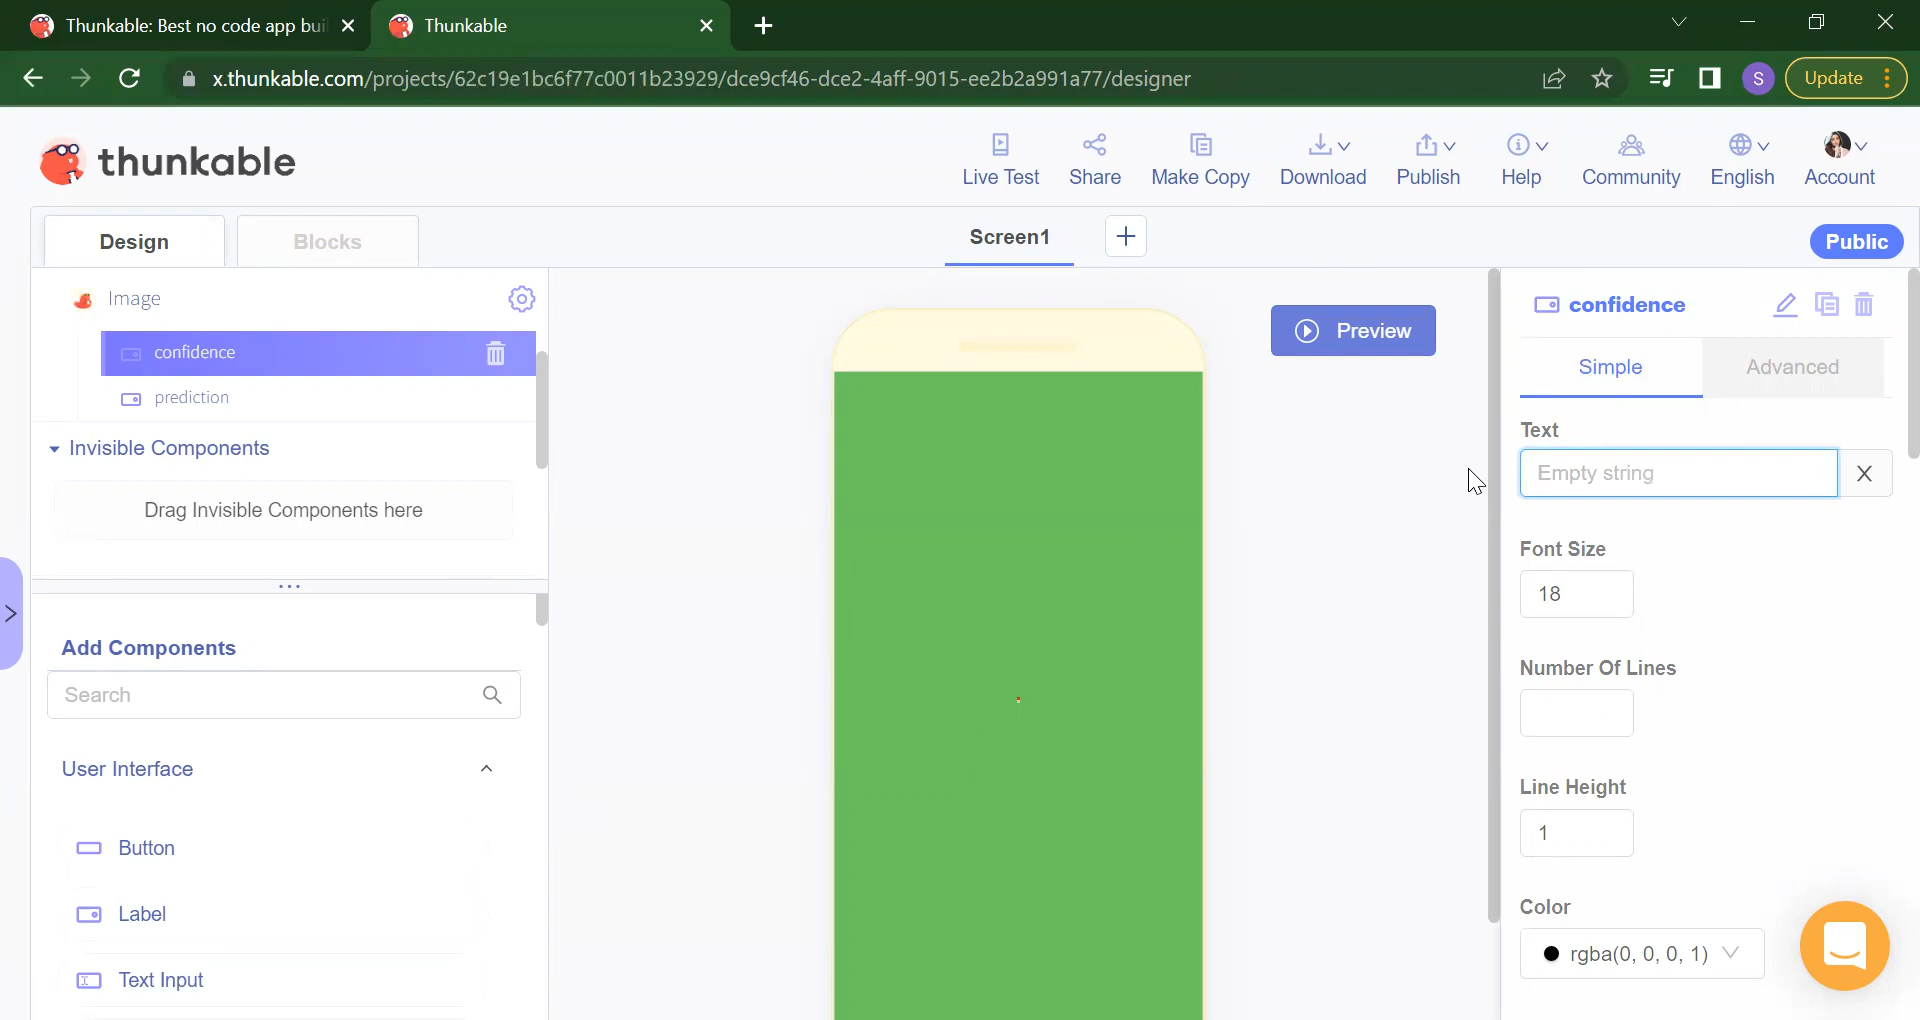 Thunkable: Best no code app bui
Thunkable
x.thunkable.com/projects/62c19e1bc6f77c0011b23929/dce9cf46-dce2-4aff-9015-ee2b2a991a77/designer
S
Update
thunkable
Live Test
Share
Make Copy
Download
Publish
Help
Community
English
Account
Design
Blocks
Screen1
Public
Image
confidence
prediction
Invisible Components
Drag Invisible Components here
Add Components
Search
User Interface
Button
Label
Text Input
Preview
confidence
Simple
Advanced
Text
Empty string
X
Font Size
18
Number Of Lines
Line Height
1
Color
rgba(0, 0, 0, 1)